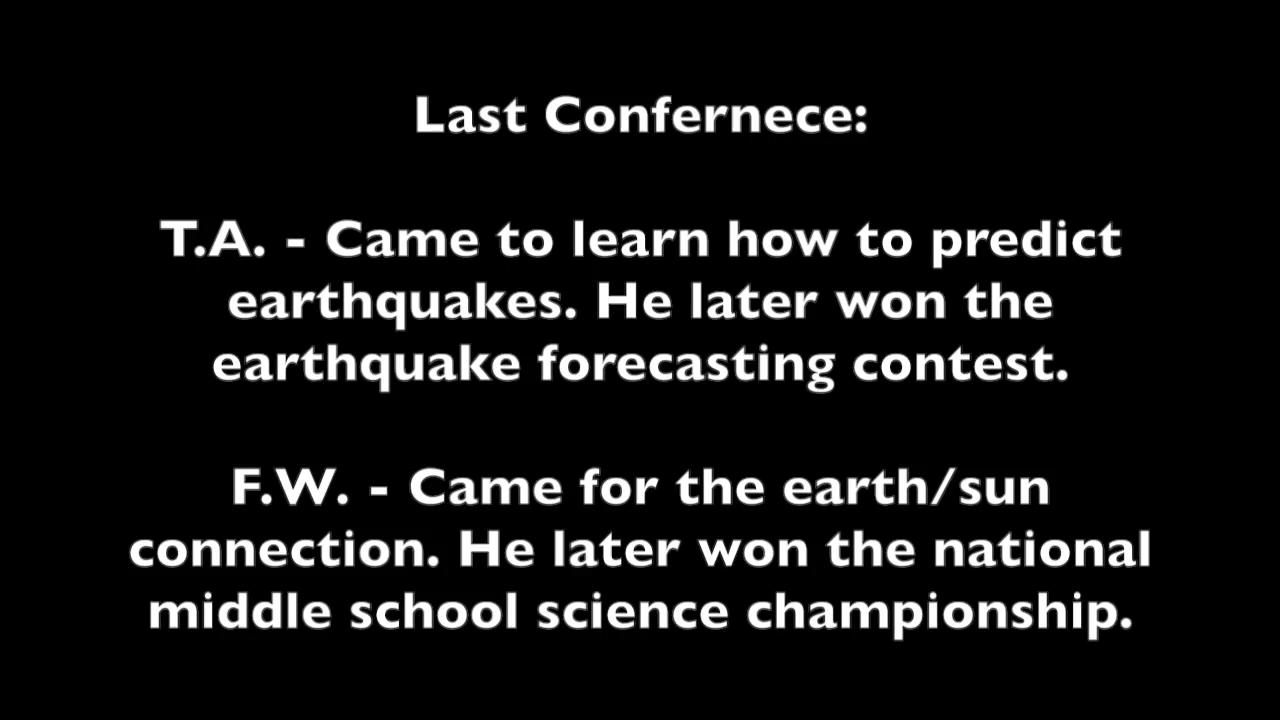 Last Confernece:
T.A. - Came to learn how to predict
earthquakes. He later won the
earthquake forecasting contest.
F.W. - Came for the earth/sun
connection. He later won the national
middle school science championship.